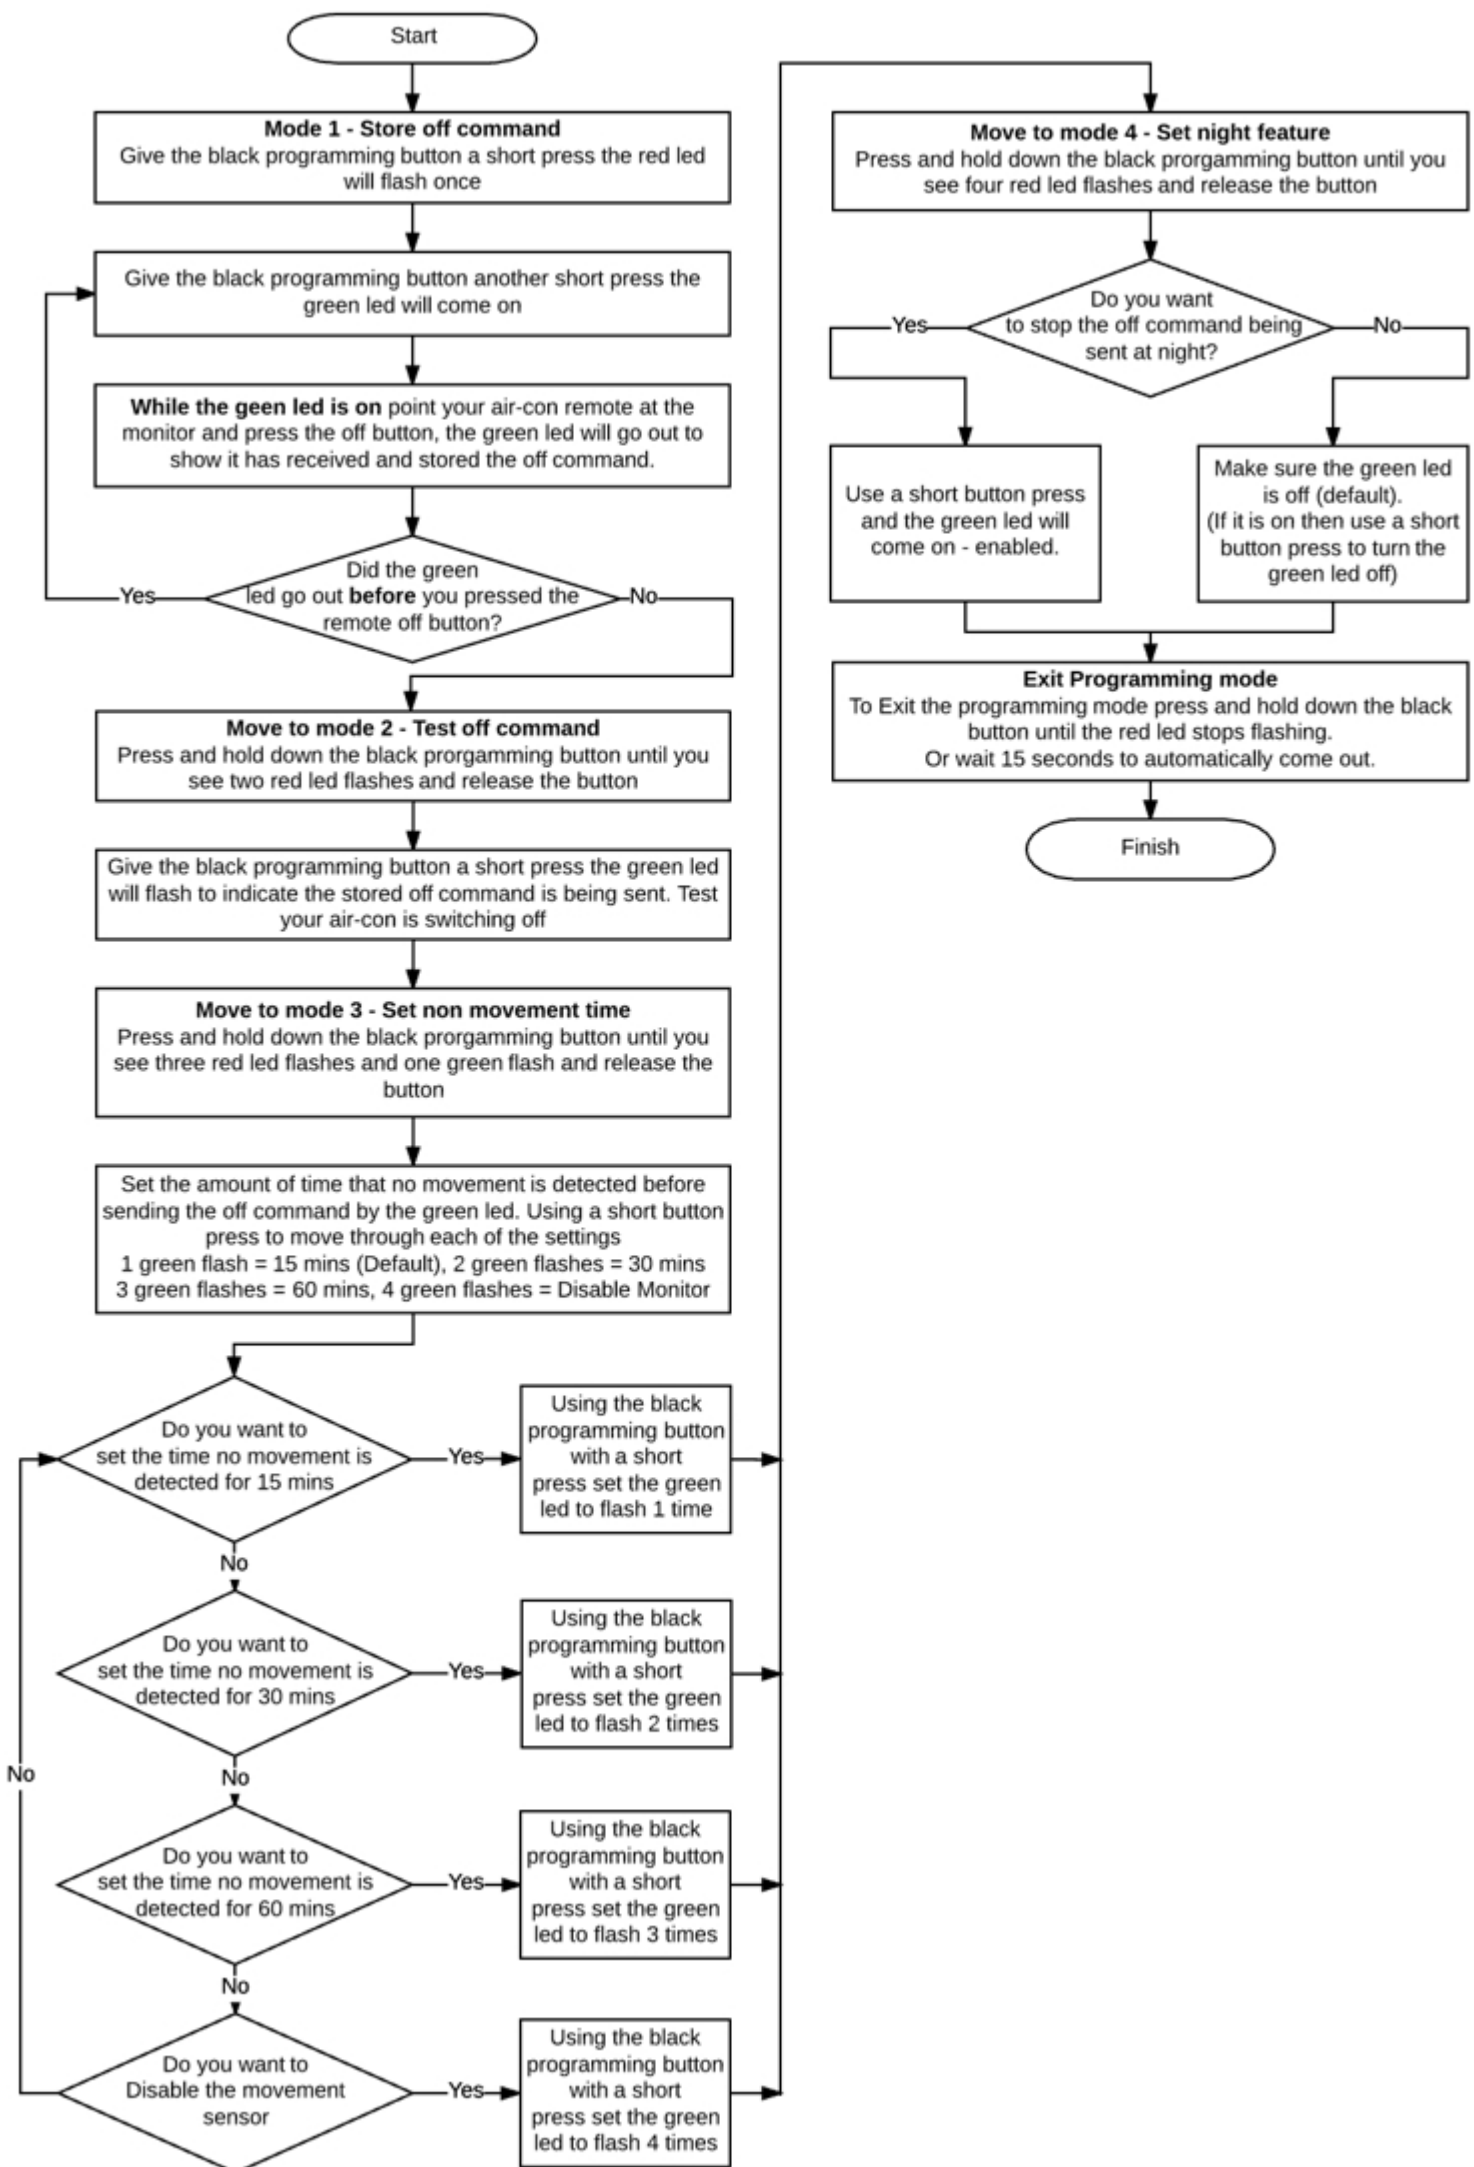 Start
Mode 1 - Store off command
Give the black programming button a short press the red led
will flash once
Give the black programming button another short press the
green led will come on
While the geen led is on point your air-con remote at the
monitor and press the off button, the green led will go out to
show it has received and stored the off command.
Did the green
led go out before you pressed the
remote off button?
Yes
No
Move to mode 2 - Test off command
Press and hold down the black prorgamming button until you
see two red led flashes and release the button
Give the black programming button a short press the green led
will flash to indicate the stored off command is being sent. Test
your air-con is switching off
Move to mode 3 - Set non movement time
Press and hold down the black prorgamming button until you
see three red led flashes and one green flash and release the
button
Set the amount of time that no movement is detected before
sending the off command by the green led. Using a short button
press to move through each of the settings
1 green flash = 15 mins (Default), 2 green flashes = 30 mins
3 green flashes = 60 mins, 4 green flashes = Disable Monitor
Do you want to
set the time no movement is
detected for 15 mins
Yes
Using the black
programming button
with a short
press set the green
led to flash 1 time
No
Do you want to
set the time no movement is
detected for 30 mins
Yes
Using the black
programming button
with a short
press set the green
led to flash 2 times
No
No
Do you want to
set the time no movement is
detected for 60 mins
Yes
Using the black
programming button
with a short
press set the green
led to flash 3 times
No
Do you want to
Disable the movement
sensor
Yes
Using the black
programming button
with a short
press set the green
led to flash 4 times
Move to mode 4 - Set night feature
Press and hold down the black prorgamming button until you
see four red led flashes and release the button
Do you want
to stop the off command being
sent at night?
Yes
No
Use a short button press
and the green led will
come on - enabled.
Make sure the green led
is off (default).
(If it is on then use a short
button press to turn the
green led off)
Exit Programming mode
To Exit the programming mode press and hold down the black
button until the red led stops flashing.
Or wait 15 seconds to automatically come out.
Finish